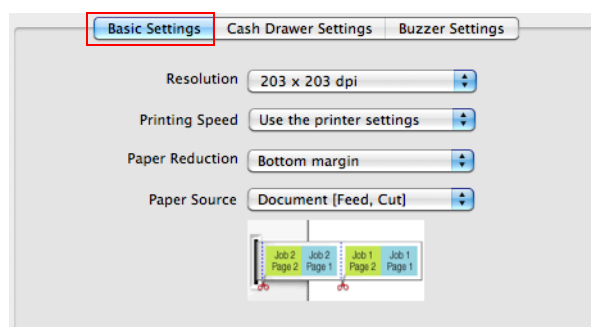 Basic Settings Cash Drawer Settings Buzzer Settings
Resolution 203 x 203 dpi
Printing Speed Use the printer settings
Paper Reduction Bottom margin
Paper Source Document [Feed, Cut]
Job 2 Job 2 Job 1 Job 1
Page 2 Page 1 Page 2 Page 1